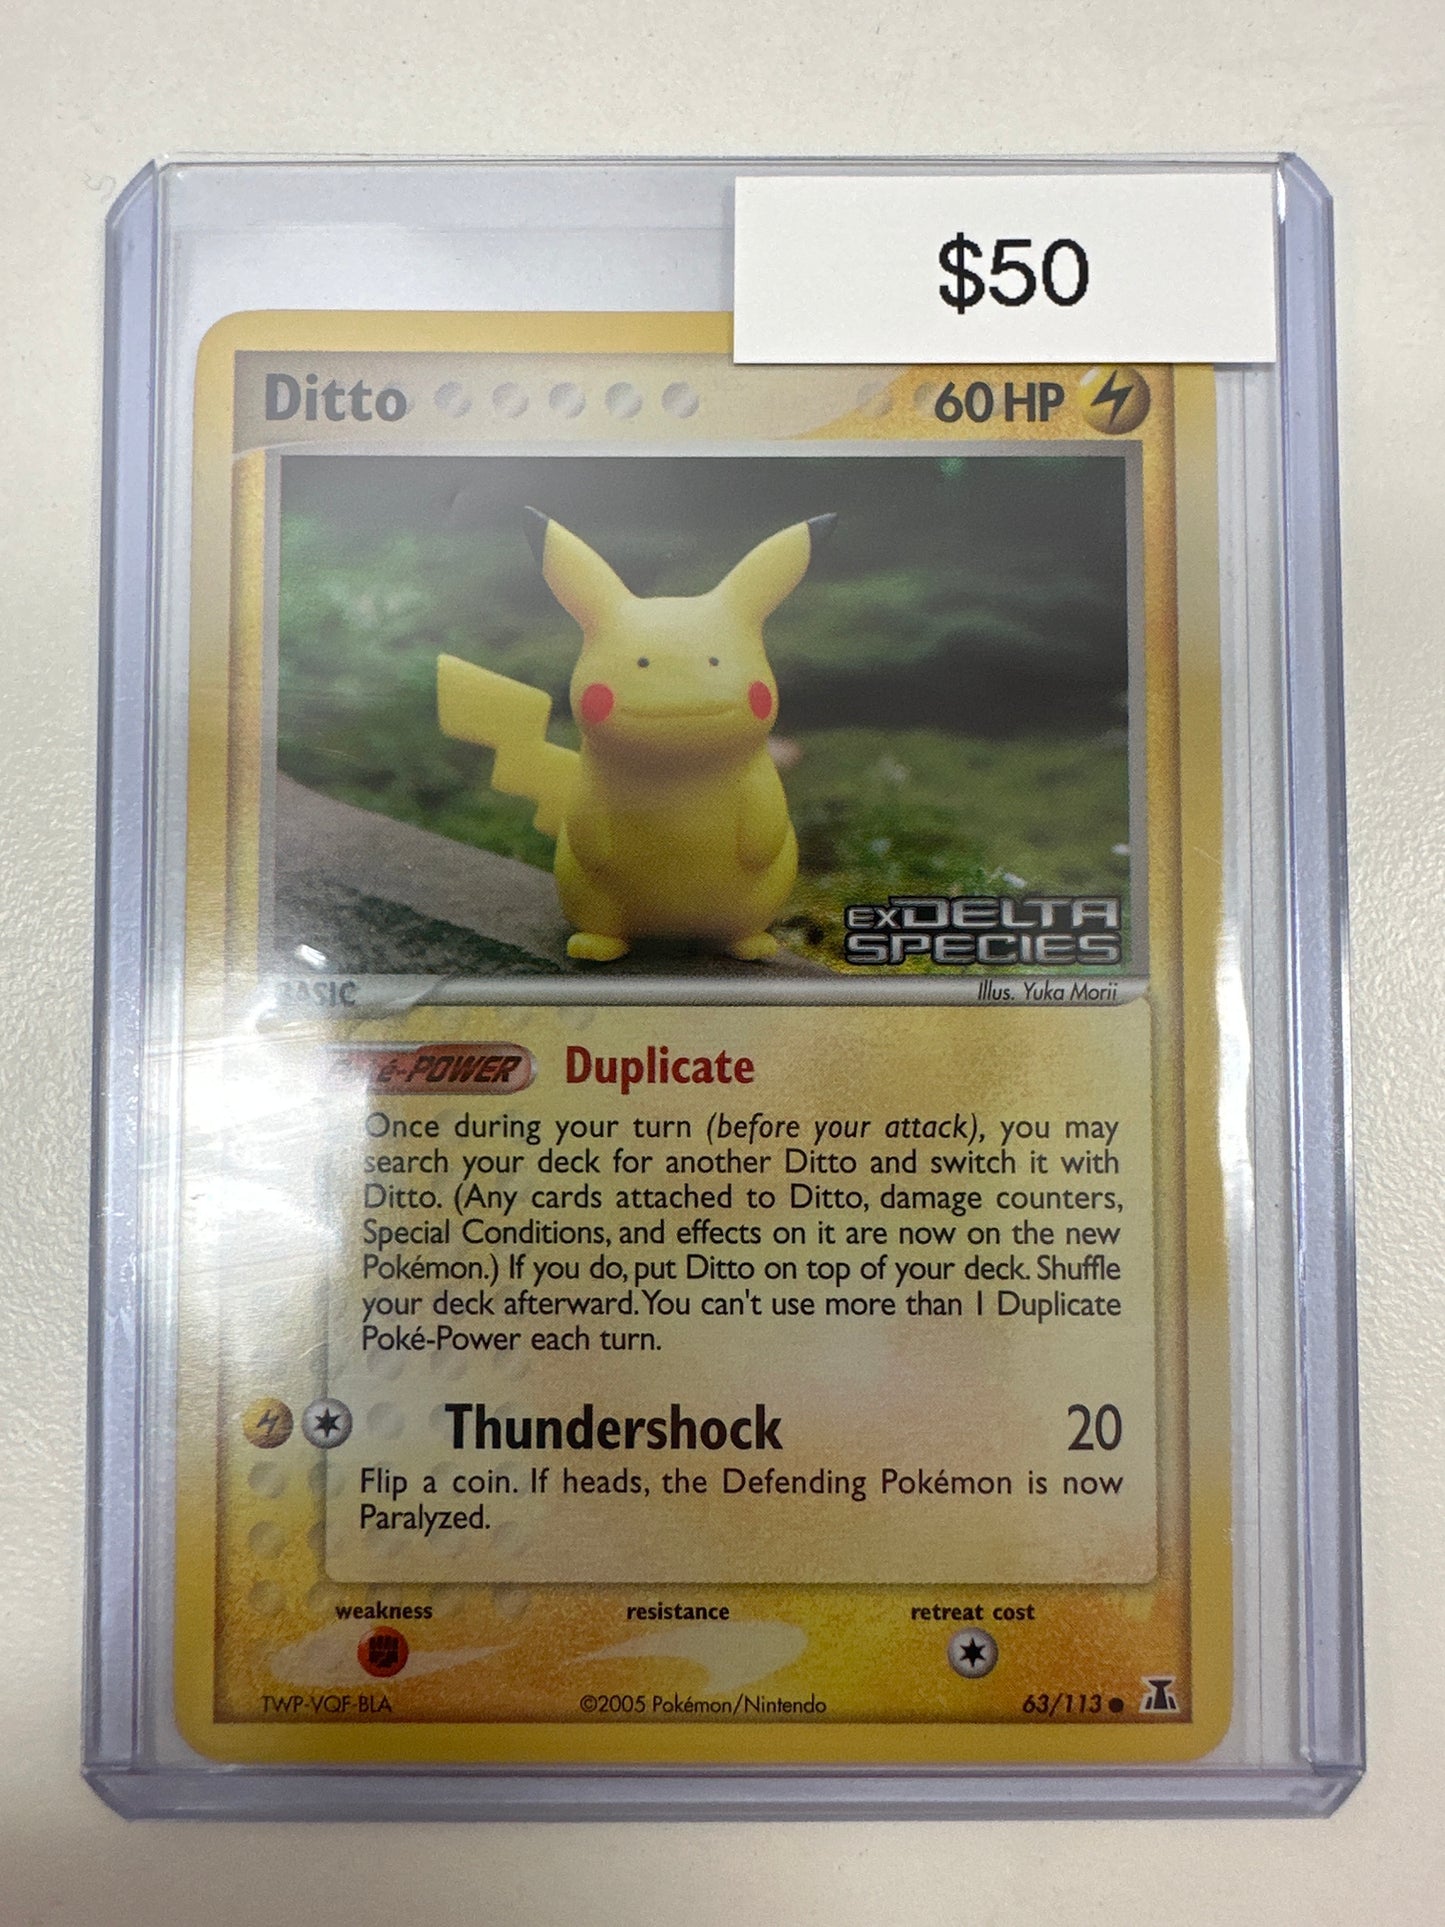 $50
Ditto 60 HP
exDELTA
SPECIES
BASIC Illus. Yuka Morii
é-POWER Duplicate
Once during your turn (before your attack), you may
search your deck for another Ditto and switch it with
Ditto. (Any cards attached to Ditto, damage counters,
Special Conditions, and effects on it are now on the new
Pokémon.) If you do, put Ditto on top of your deck. Shuffle
your deck afterward. You can't use more than 1 Duplicate
Poké-Power each turn.
Thundershock 20
Flip a coin. If heads, the Defending Pokémon is now
Paralyzed.
weakness resistance retreat cost
TWP-VQF-BLA ©2005 Pokémon/Nintendo 63/113